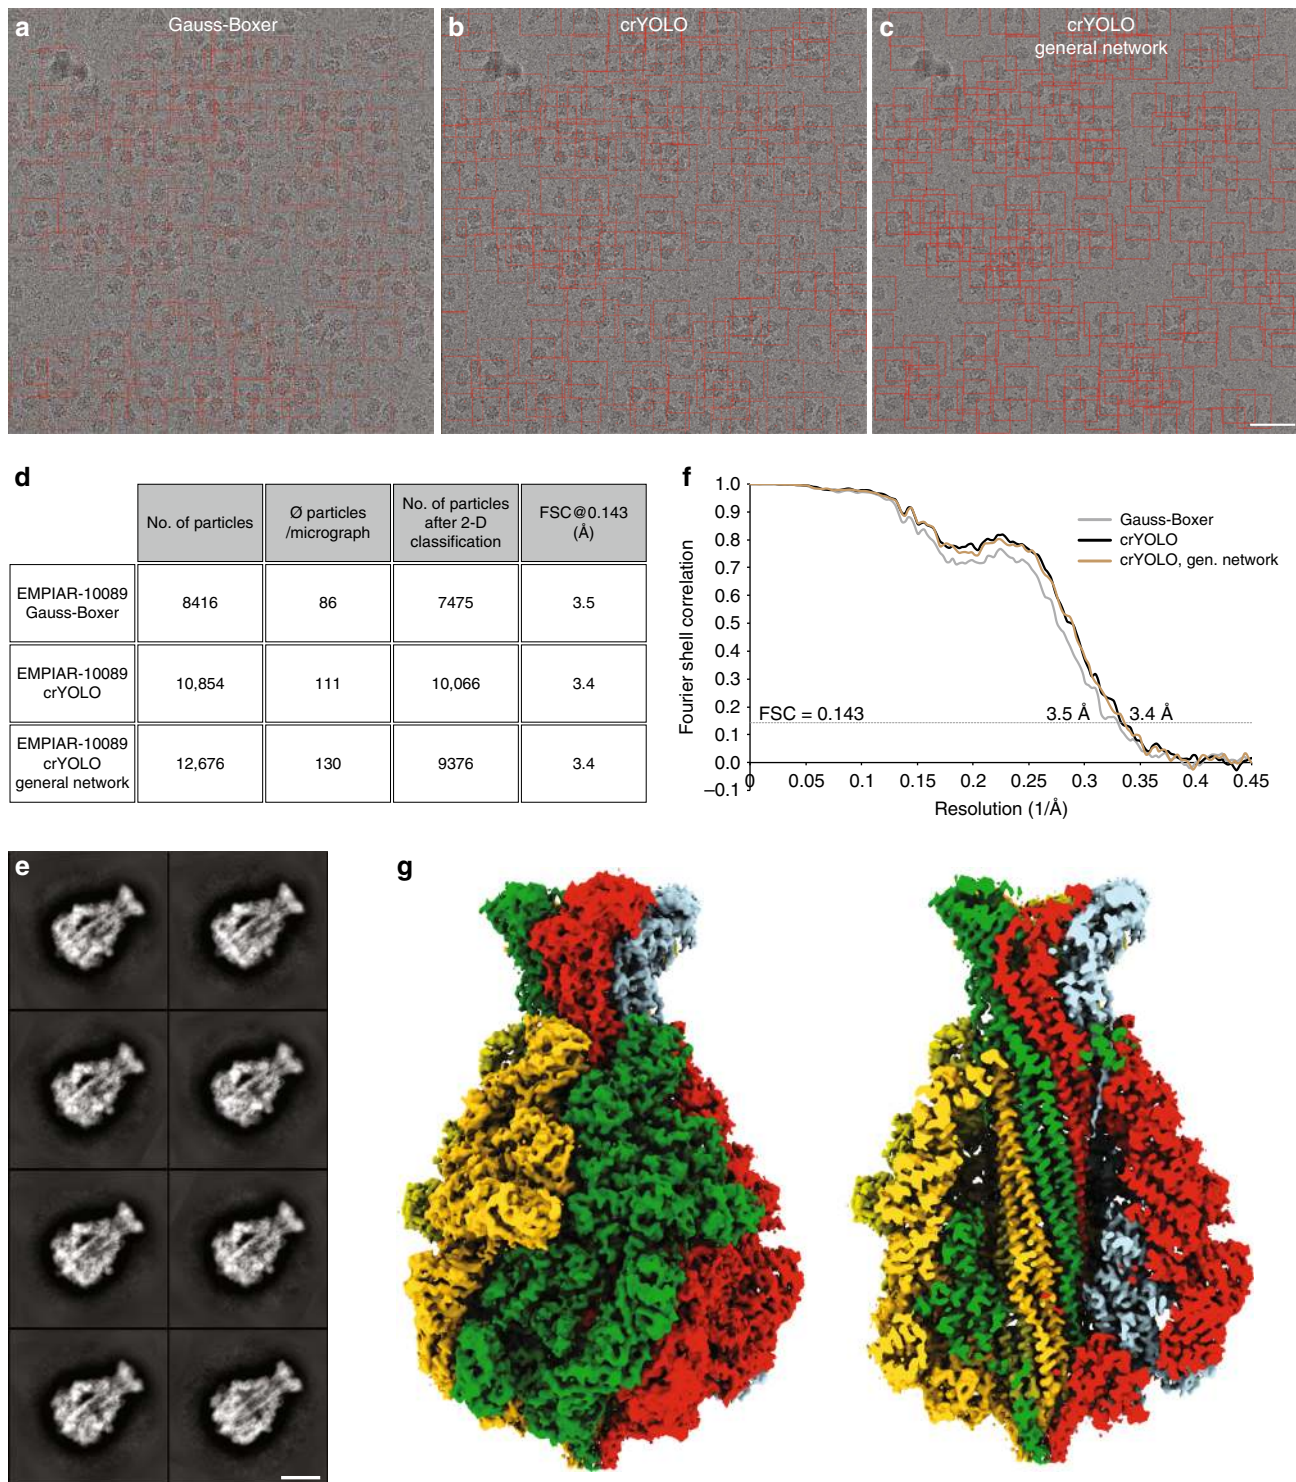 a
Gauss-Boxer
b
crYOLO
c
crYOLO
general network
d
No. of particles
Ø particles
/micrograph
No. of particles
after 2-D
classification
FSC@0.143
(Å)
EMPIAR-10089
Gauss-Boxer
8416
86
7475
3.5
EMPIAR-10089
crYOLO
10,854
111
10,066
3.4
EMPIAR-10089
crYOLO
general network
12,676
130
9376
3.4
f
1.0
0.9
0.8
0.7
0.6
0.5
0.4
0.3
0.2
0.1
0.0
–0.1
Fourier shell correlation
Gauss-Boxer
crYOLO
crYOLO, gen. network
FSC = 0.143
3.5 Å
3.4 Å
0
0.05
0.1
0.15
0.2
0.25
0.3
0.35
0.4
0.45
Resolution (1/Å)
e
g